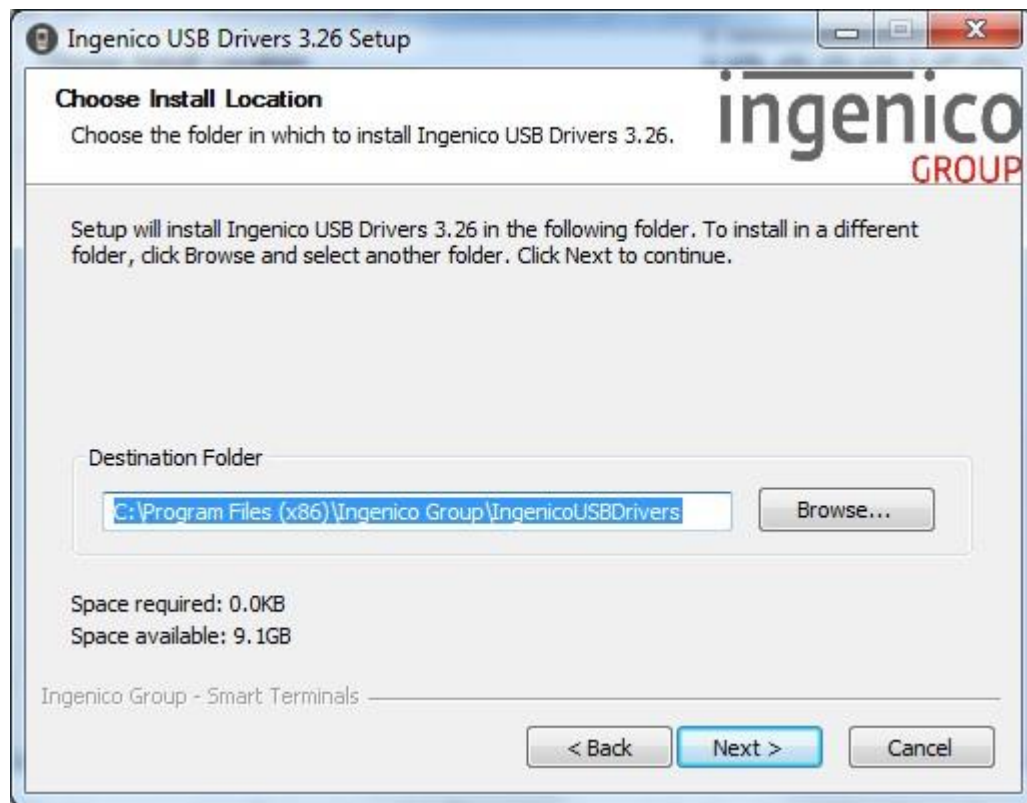 Ingenico USB Drivers 3.26 Setup
Choose Install Location
Choose the folder in which to install Ingenico USB Drivers 3.26.
ingenico
GROUP
Setup will install Ingenico USB Drivers 3.26 in the following folder. To install in a different
folder, click Browse and select another folder. Click Next to continue.
Destination Folder
C:\Program Files (x86)\Ingenico Group\IngenicoUSBDrivers
Browse...
Space required: 0.0KB
Space available: 9.1GB
Ingenico Group - Smart Terminals
< Back
Next >
Cancel